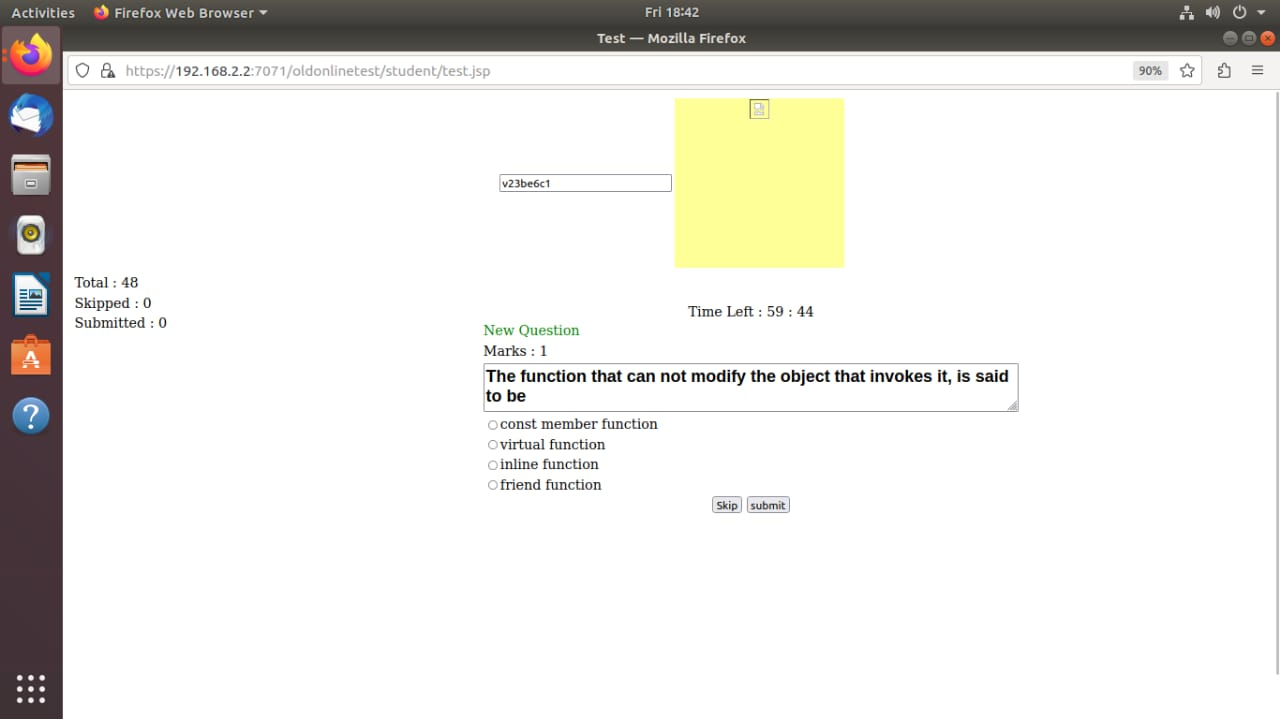 Activities
Firefox Web Browser
Fri 18:42
Test — Mozilla Firefox
https://192.168.2.2:7071/oldonlinetest/student/test.jsp
90%
v23be6c1
Total : 48
Skipped : 0
Submitted : 0
Time Left : 59 : 44
New Question
Marks : 1
The function that can not modify the object that invokes it, is said
to be
const member function
virtual function
inline function
friend function
Skip submit